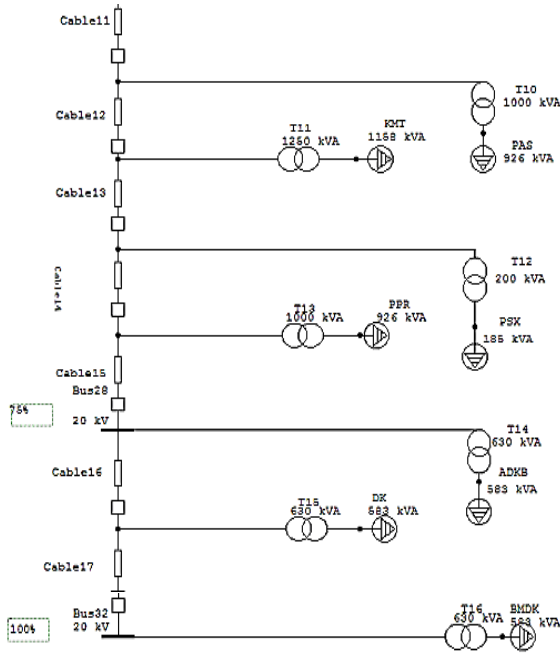 Cable11
T10
1000 kVA
Cable12
T11
1250 kVA
KMT
1158 kVA
PAS
926 kVA
Cable13
T12
200 kVA
Cable14
T13
1000 kVA
PPR
926 kVA
PSK
185 kVA
Cable15
Bus28
75%
20 kV
T14
630 kVA
ADKB
583 kVA
Cable16
T15
630 kVA
DK
583 kVA
Cable17
Bus32
20 kV
100%
T16
630 kVA
BMDK
583 kVA